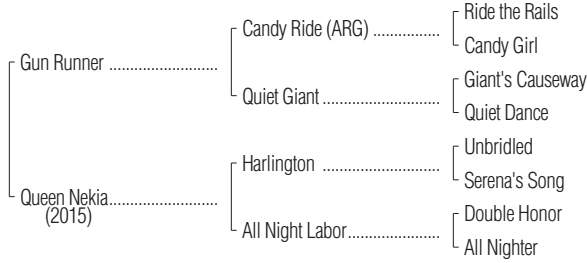 Ride the Rails
Candy Ride (ARG) ................
Candy Girl
Gun Runner ..........................
Giant's Causeway
Quiet Giant ............................
Quiet Dance
Unbridled
Harlington ............................
Serena's Song
Queen Nekia..........................
(2015)
Double Honor
All Night Labor......................
All Nighter